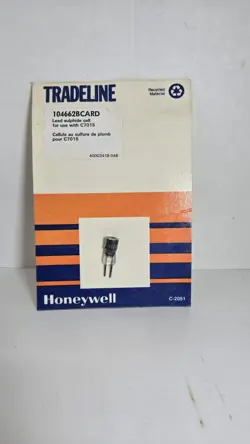 TRADELINE
Recycled
Material
104662BCARD
Lead sulphide cell
for use with C7015
Cellule au sulfure de plomb
pour C7015
Honeywell
C-2051